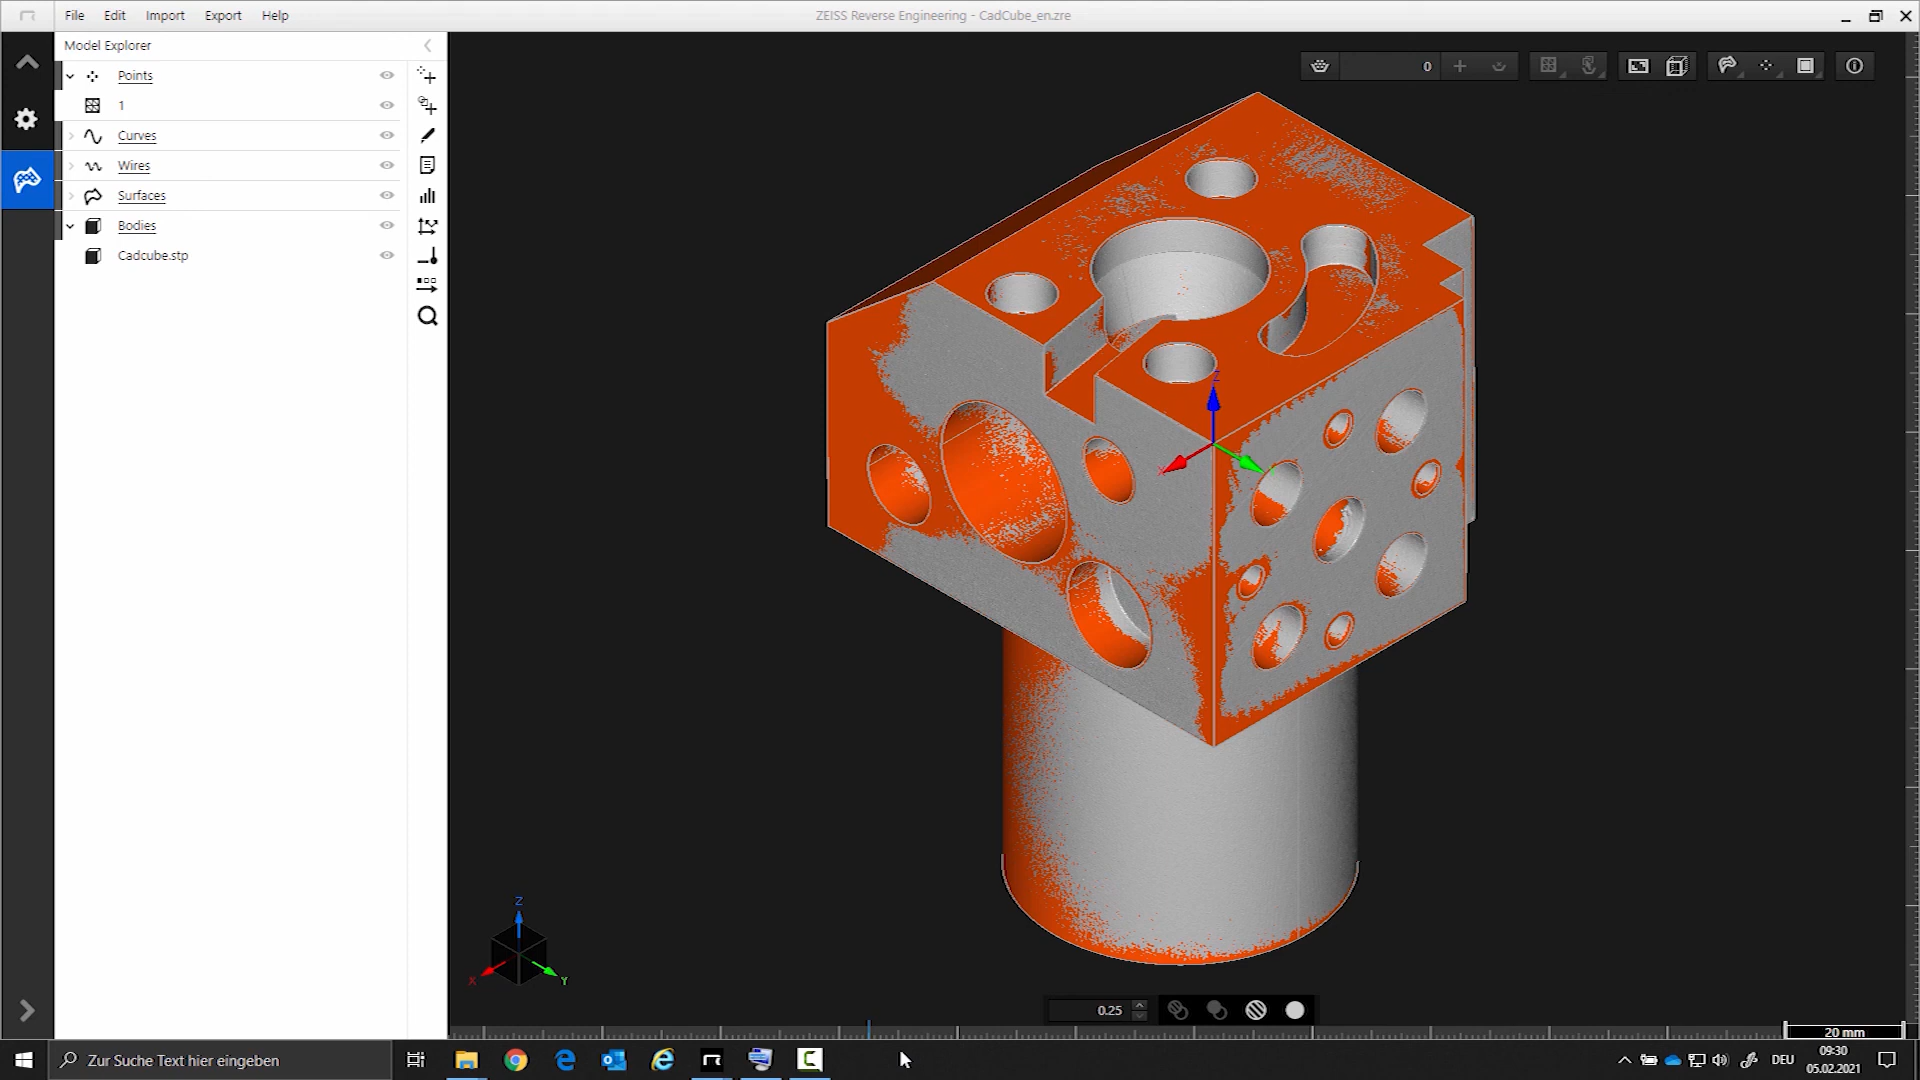 File Edit Import Export Help
ZEISS Reverse Engineering - CadCube_en.zre
Model Explorer
Points
1
Curves
Wires
Surfaces
Bodies
Cadcube.stp
0
Z
X
Z
X Y
0.25
20 mm
Zur Suche Text hier eingeben
DEU
09:30
05.02.2021